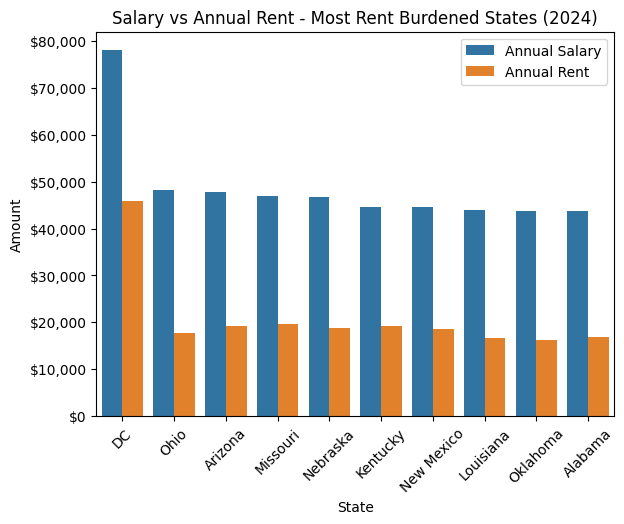 Salary vs Annual Rent - Most Rent Burdened States (2024)
Annual Salary
Annual Rent
$80,000
$70,000
$60,000
$50,000
$40,000
$30,000
$20,000
$10,000
$0
Amount
DC
Ohio
Arizona
Missouri
Nebraska
Kentucky
New Mexico
Louisiana
Oklahoma
Alabama
State